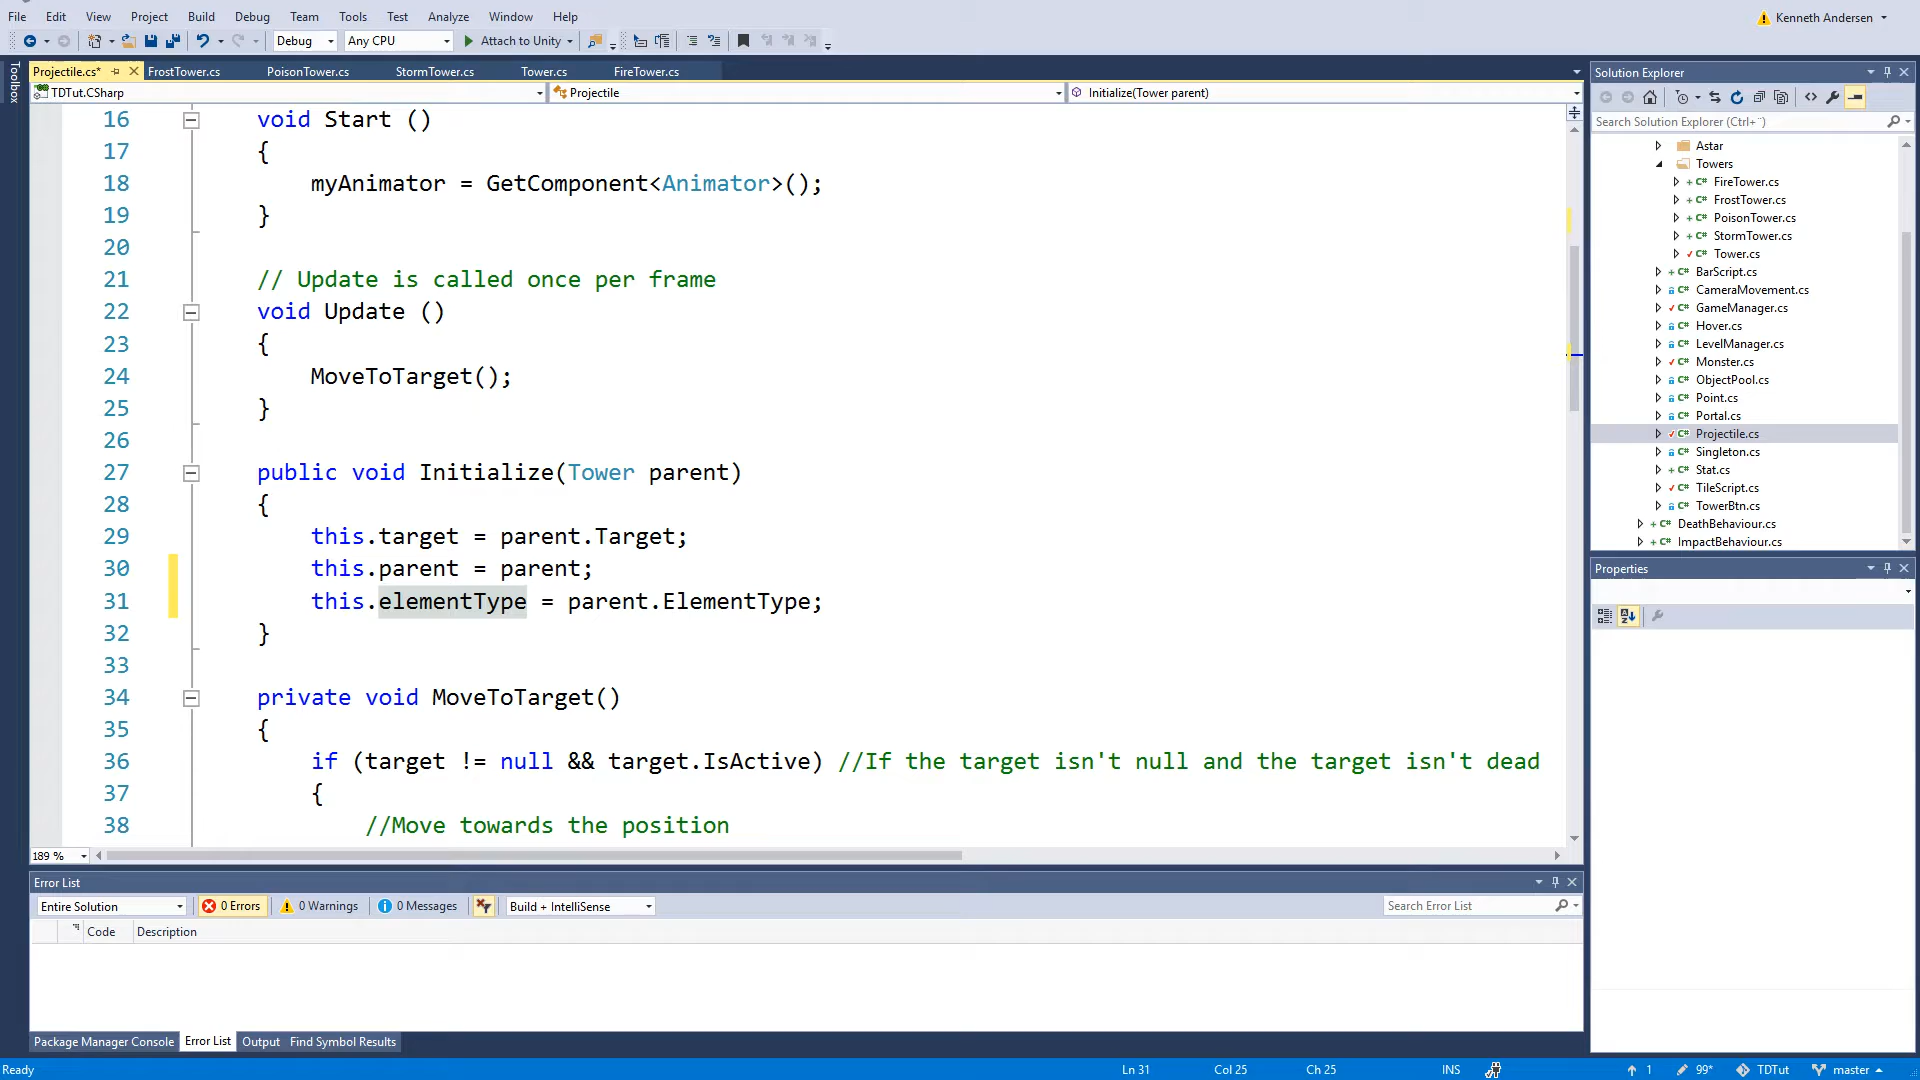 File Edit View Project Build Debug Team Tools Test Analyze Window Help Kenneth Andersen
Debug Any CPU Attach to Unity
Toolbox
Projectile.cs* FrostTower.cs PoisonTower.cs StormTower.cs Tower.cs FireTower.cs
TDTut.CSharp Projectile Initialize(Tower parent)
16 void Start ()
17 {
18 myAnimator = GetComponent<Animator>();
19 }
20
21 // Update is called once per frame
22 void Update ()
23 {
24 MoveToTarget();
25 }
26
27 public void Initialize(Tower parent)
28 {
29 this.target = parent.Target;
30 this.parent = parent;
31 this.elementType = parent.ElementType;
32 }
33
34 private void MoveToTarget()
35 {
36 if (target != null && target.IsActive) //If the target isn't null and the target isn't dead
37 {
38 //Move towards the position
189 %
Error List
Entire Solution 0 Errors 0 Warnings 0 Messages Build + IntelliSense Search Error List
Code Description
Package Manager Console Error List Output Find Symbol Results
Solution Explorer
Search Solution Explorer (Ctrl+¨)
Astar
Towers
C# FireTower.cs
C# FrostTower.cs
C# PoisonTower.cs
C# StormTower.cs
C# Tower.cs
C# BarScript.cs
C# CameraMovement.cs
C# GameManager.cs
C# Hover.cs
C# LevelManager.cs
C# Monster.cs
C# ObjectPool.cs
C# Point.cs
C# Portal.cs
C# Projectile.cs
C# Singleton.cs
C# Stat.cs
C# TileScript.cs
C# TowerBtn.cs
C# DeathBehaviour.cs
C# ImpactBehaviour.cs
Properties
Ready Ln 31 Col 25 Ch 25 INS 1 99* TDTut master